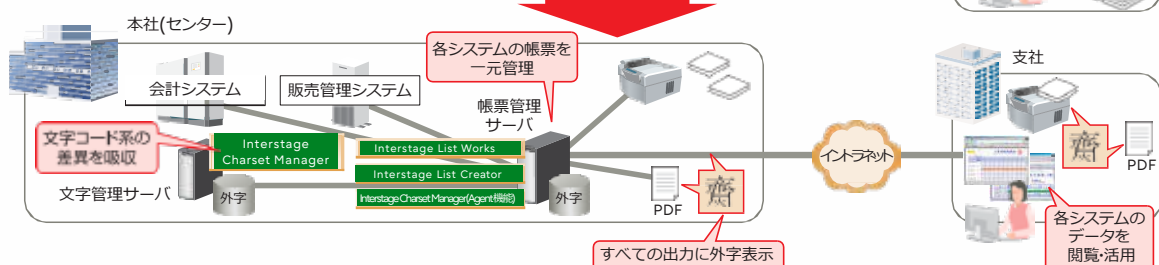 本社(センター)
会計システム
販売管理システム
各システムの帳票を
一元管理
帳票管理
サーバ
文字コード系の
差異を吸収
Interstage
Charset Manager
文字管理サーバ
外字
Interstage List Works
Interstage List Creator
Interstage Charset Manager(Agent機能)
外字
PDF
齋
すべての出力に外字表示
イントラネット
支社
齋
PDF
各システムの
データを
閲覧・活用